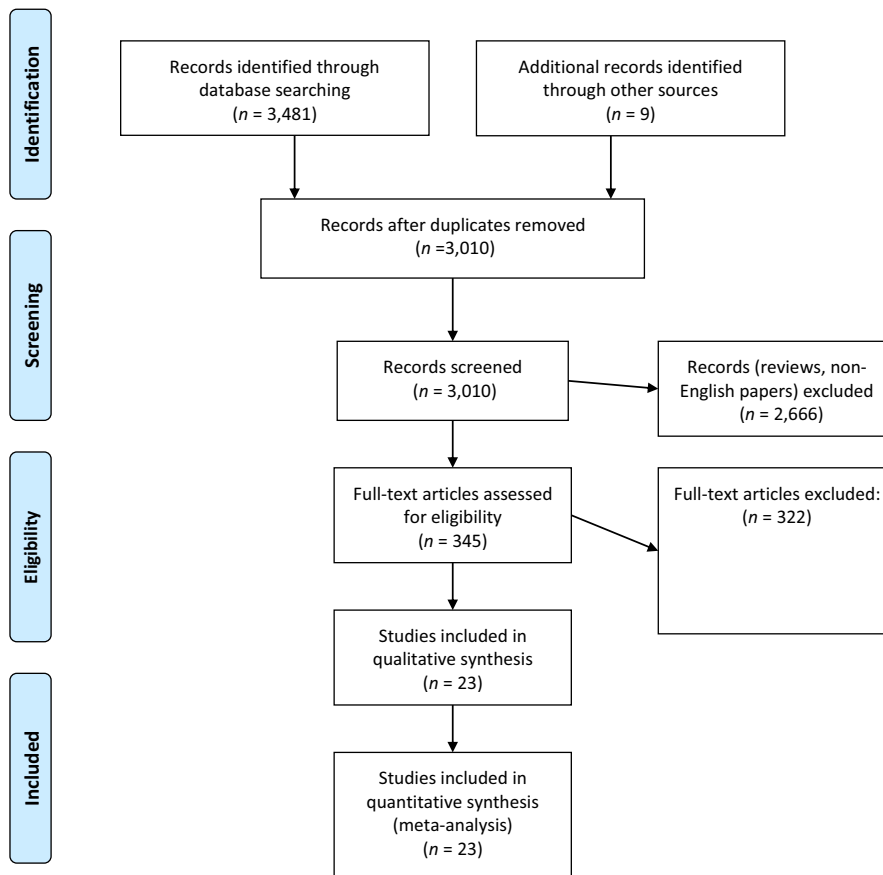 Identification
Records identified through
database searching
(n = 3,481)
Additional records identified
through other sources
(n = 9)
Records after duplicates removed
(n =3,010)
Screening
Records screened
(n = 3,010)
Records (reviews, non-
English papers) excluded
(n = 2,666)
Eligibility
Full-text articles assessed
for eligibility
(n = 345)
Full-text articles excluded:
(n = 322)
Studies included in
qualitative synthesis
(n = 23)
Included
Studies included in
quantitative synthesis
(meta-analysis)
(n = 23)